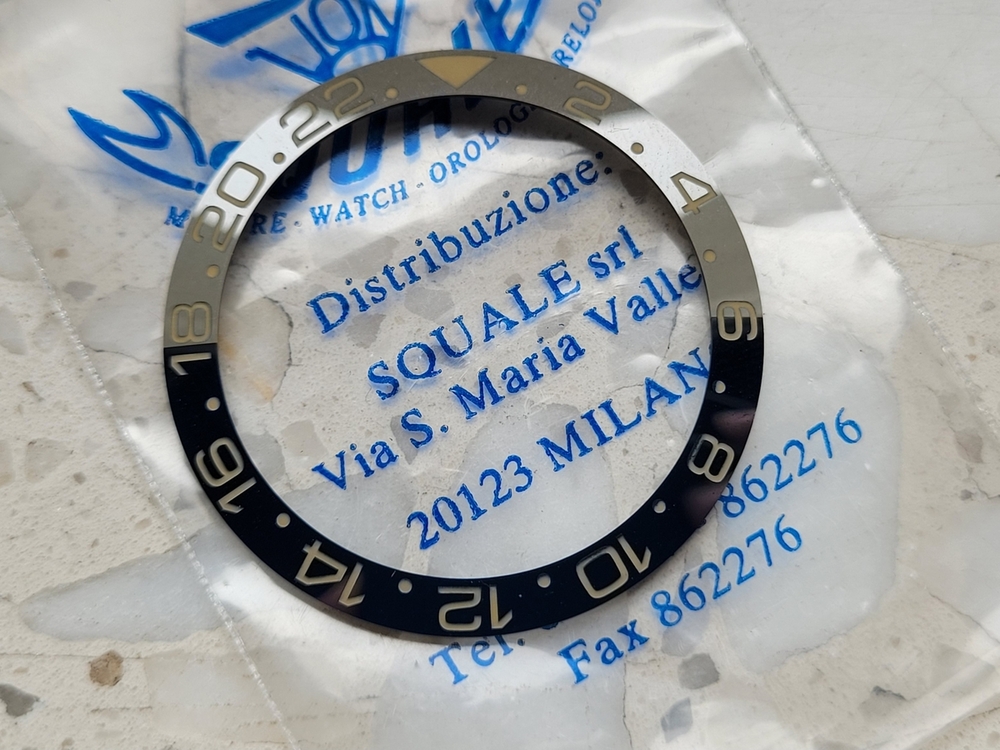 WATCH - OROLOG
Distribuzione:
SQUALE srl
Via S. Maria Valle
20123 MILAN
862276
Tel.
Fax 862276
2
4
6
8
10
12
14
16
18
20
22